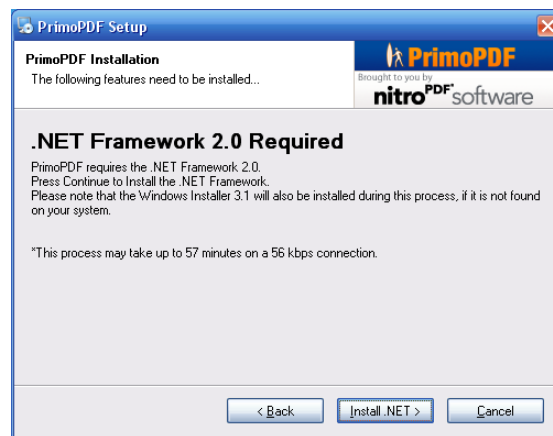 PrimoPDF Setup
PrimoPDF Installation
The following features need to be installed...
PrimoPDF
Brought to you by
nitroPDF software
.NET Framework 2.0 Required
PrimoPDF requires the .NET Framework 2.0.
Press Continue to Install the .NET Framework.
Please note that the Windows Installer 3.1 will also be installed during this process, if it is not found
on your system.
*This process may take up to 57 minutes on a 56 kbps connection.
< Back
Install .NET >
Cancel